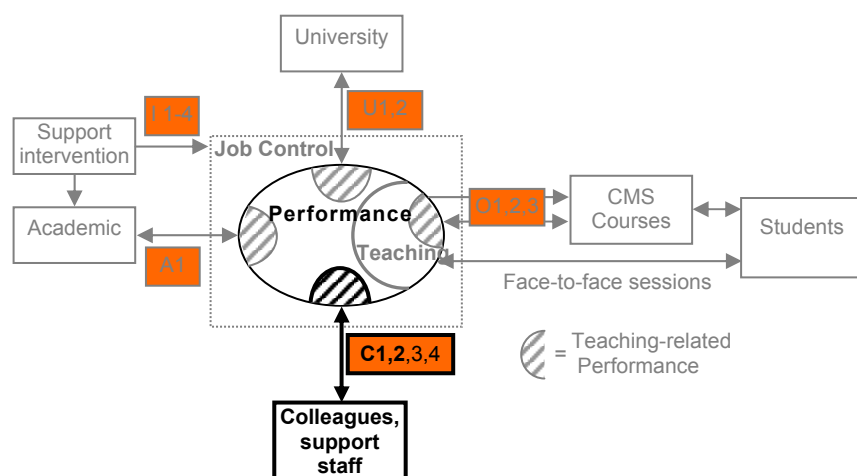 University
I 1-4
U1,2
Support
intervention
Job Control
Performance
O1,2,3
CMS
Courses
Academic
Students
Teaching
A1
Face-to-face sessions
C1,2,3,4
= Teaching-related
Performance
Colleagues,
support
staff